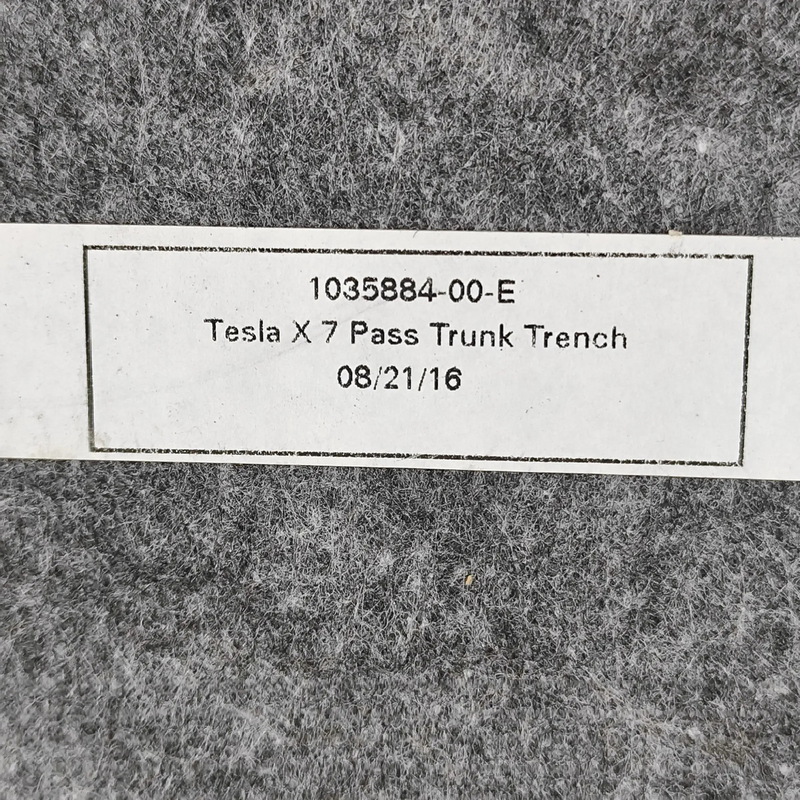 1035884-00-E
Tesla X 7 Pass Trunk Trench
08/21/16